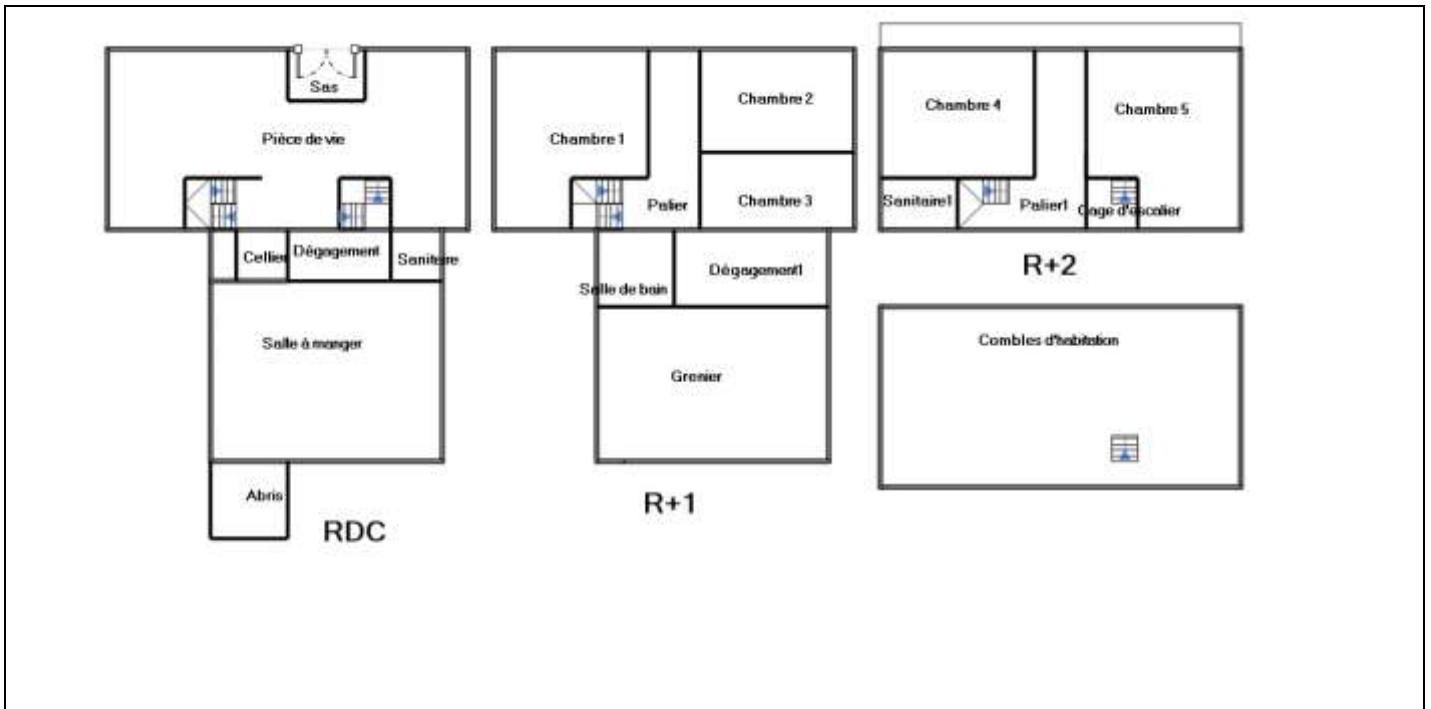 Sas
Pièce de vie
Cellier
Dégagement
Sanitaire
Salle à manger
Abris
RDC
Chambre 1
Chambre 2
Chambre 3
Palier
Salle de bain
Dégagement1
Grenier
R+1
Chambre 4
Chambre 5
Sanitaire1
Palier1
Cage d'escalier
R+2
Combles d'habitation